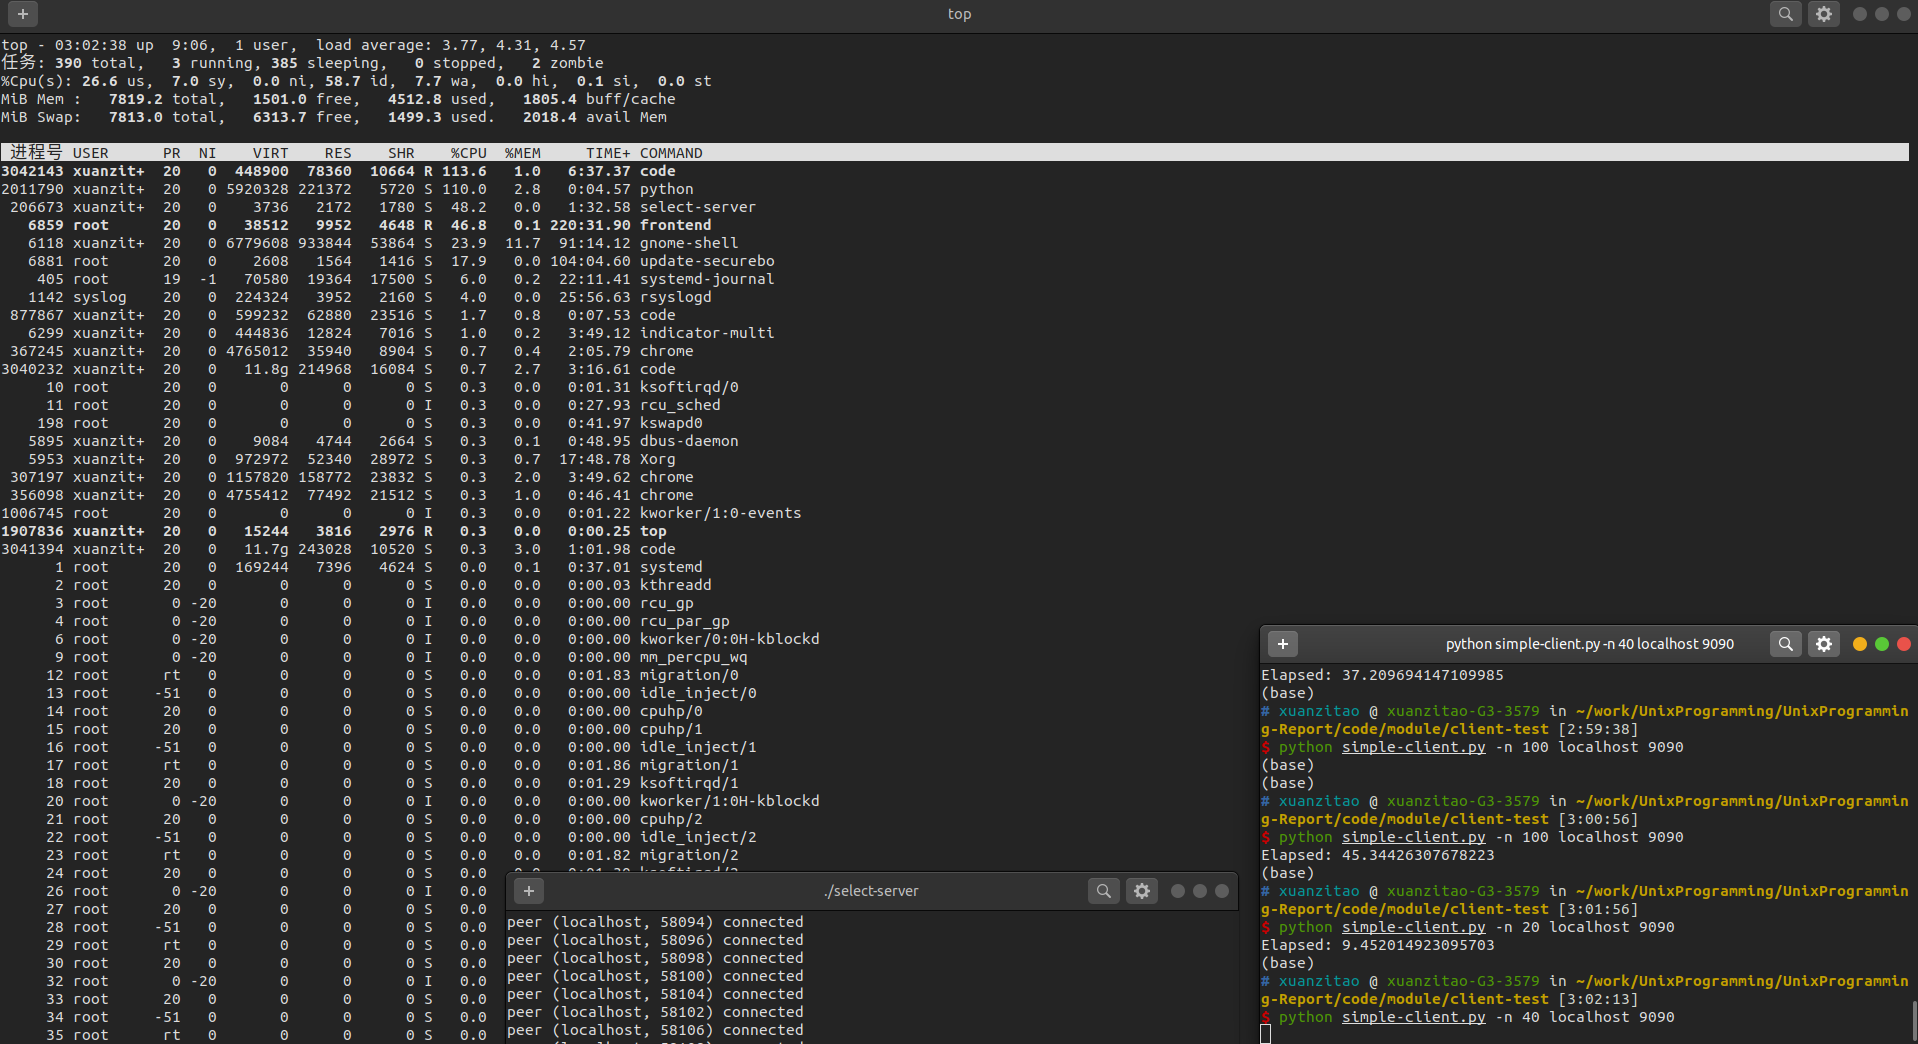 top
top - 03:02:38 up  9:06,  1 user,  load average: 3.77, 4.31, 4.57
任务: 390 total,   3 running, 385 sleeping,   0 stopped,   2 zombie
%Cpu(s): 26.6 us,  7.0 sy,  0.0 ni, 58.7 id,  7.7 wa,  0.0 hi,  0.1 si,  0.0 st
MiB Mem :   7819.2 total,   1501.0 free,   4512.8 used,   1805.4 buff/cache
MiB Swap:   7813.0 total,   6313.7 free,   1499.3 used.   2018.4 avail Mem
进程号 USER      PR  NI    VIRT    RES    SHR    %CPU  %MEM     TIME+ COMMAND
3042143 xuanzit+  20   0  448900  78360  10664 R 113.6   1.0   6:37.37 code
2011790 xuanzit+  20   0 5920328 221372   5720 S 110.0   2.8   0:04.57 python
206673 xuanzit+  20   0    3736   2172   1780 S  48.2   0.0   1:32.58 select-server
6859 root      20   0   38512   9952   4648 R  46.8   0.1 220:31.90 frontend
6118 xuanzit+  20   0 6779608 933844  53864 S  23.9  11.7  91:14.12 gnome-shell
6881 root      20   0    2608   1564   1416 S  17.9   0.0 104:04.60 update-securebo
405 root      19  -1   70580  19364  17500 S   6.0   0.2  22:11.41 systemd-journal
1142 syslog    20   0  224324   3952   2160 S   4.0   0.0  25:56.63 rsyslogd
877867 xuanzit+  20   0  599232  62880  23516 S   1.7   0.8   0:07.53 code
6299 xuanzit+  20   0  444836  12824   7016 S   1.0   0.2   3:49.12 indicator-multi
367245 xuanzit+  20   0 4765012  35940   8904 S   0.7   0.4   2:05.79 chrome
3040232 xuanzit+  20   0   11.8g 214968  16084 S   0.7   2.7   3:16.61 code
10 root      20   0       0      0      0 S   0.3   0.0   0:01.31 ksoftirqd/0
11 root      20   0       0      0      0 I   0.3   0.0   0:27.93 rcu_sched
198 root      20   0       0      0      0 S   0.3   0.0   0:41.97 kswapd0
5895 xuanzit+  20   0    9084   4744   2664 S   0.3   0.1   0:48.95 dbus-daemon
5953 xuanzit+  20   0  972972  52340  28972 S   0.3   0.7  17:48.78 Xorg
307197 xuanzit+  20   0 1157820 158772  23832 S   0.3   2.0   3:49.62 chrome
356098 xuanzit+  20   0 4755412  77492  21512 S   0.3   1.0   0:46.41 chrome
1006745 root      20   0       0      0      0 I   0.3   0.0   0:01.22 kworker/1:0-events
1907836 xuanzit+  20   0   15244   3816   2976 R   0.3   0.0   0:00.25 top
3041394 xuanzit+  20   0   11.7g 243028  10520 S   0.3   3.0   1:01.98 code
1 root      20   0  169244   7396   4624 S   0.0   0.1   0:37.01 systemd
2 root      20   0       0      0      0 S   0.0   0.0   0:00.03 kthreadd
3 root       0 -20       0      0      0 I   0.0   0.0   0:00.00 rcu_gp
4 root       0 -20       0      0      0 I   0.0   0.0   0:00.00 rcu_par_gp
6 root       0 -20       0      0      0 I   0.0   0.0   0:00.00 kworker/0:0H-kblockd
9 root       0 -20       0      0      0 I   0.0   0.0   0:00.00 mm_percpu_wq
12 root      rt   0       0      0      0 S   0.0   0.0   0:01.83 migration/0
13 root     -51   0       0      0      0 S   0.0   0.0   0:00.00 idle_inject/0
14 root      20   0       0      0      0 S   0.0   0.0   0:00.00 cpuhp/0
15 root      20   0       0      0      0 S   0.0   0.0   0:00.00 cpuhp/1
16 root     -51   0       0      0      0 S   0.0   0.0   0:00.00 idle_inject/1
17 root      rt   0       0      0      0 S   0.0   0.0   0:01.86 migration/1
18 root      20   0       0      0      0 S   0.0   0.0   0:01.29 ksoftirqd/1
20 root       0 -20       0      0      0 I   0.0   0.0   0:00.00 kworker/1:0H-kblockd
21 root      20   0       0      0      0 S   0.0   0.0   0:00.00 cpuhp/2
22 root     -51   0       0      0      0 S   0.0   0.0   0:00.00 idle_inject/2
23 root      rt   0       0      0      0 S   0.0   0.0   0:01.82 migration/2
24 root      20   0       0      0      0 S   0.0
26 root       0 -20       0      0      0 I   0.0
27 root      20   0       0      0      0 S   0.0
28 root     -51   0       0      0      0 S   0.0
29 root      rt   0       0      0      0 S   0.0
30 root      20   0       0      0      0 S   0.0
32 root       0 -20       0      0      0 I   0.0
33 root      20   0       0      0      0 S   0.0
34 root     -51   0       0      0      0 S   0.0
35 root      rt   0       0      0      0 S   0.0
./select-server
peer (localhost, 58094) connected
peer (localhost, 58096) connected
peer (localhost, 58098) connected
peer (localhost, 58100) connected
peer (localhost, 58104) connected
peer (localhost, 58102) connected
peer (localhost, 58106) connected
python simple-client.py -n 40 localhost 9090
Elapsed: 37.209694147109985
(base)
# xuanzitao @ xuanzitao-G3-3579 in ~/work/UnixProgramming/UnixProgrammin
g-Report/code/module/client-test [2:59:38]
$ python simple-client.py -n 100 localhost 9090
(base)
(base)
# xuanzitao @ xuanzitao-G3-3579 in ~/work/UnixProgramming/UnixProgrammin
g-Report/code/module/client-test [3:00:56]
$ python simple-client.py -n 100 localhost 9090
Elapsed: 45.34426307678223
(base)
# xuanzitao @ xuanzitao-G3-3579 in ~/work/UnixProgramming/UnixProgrammin
g-Report/code/module/client-test [3:01:56]
$ python simple-client.py -n 20 localhost 9090
Elapsed: 9.452014923095703
(base)
# xuanzitao @ xuanzitao-G3-3579 in ~/work/UnixProgramming/UnixProgrammin
g-Report/code/module/client-test [3:02:13]
$ python simple-client.py -n 40 localhost 9090